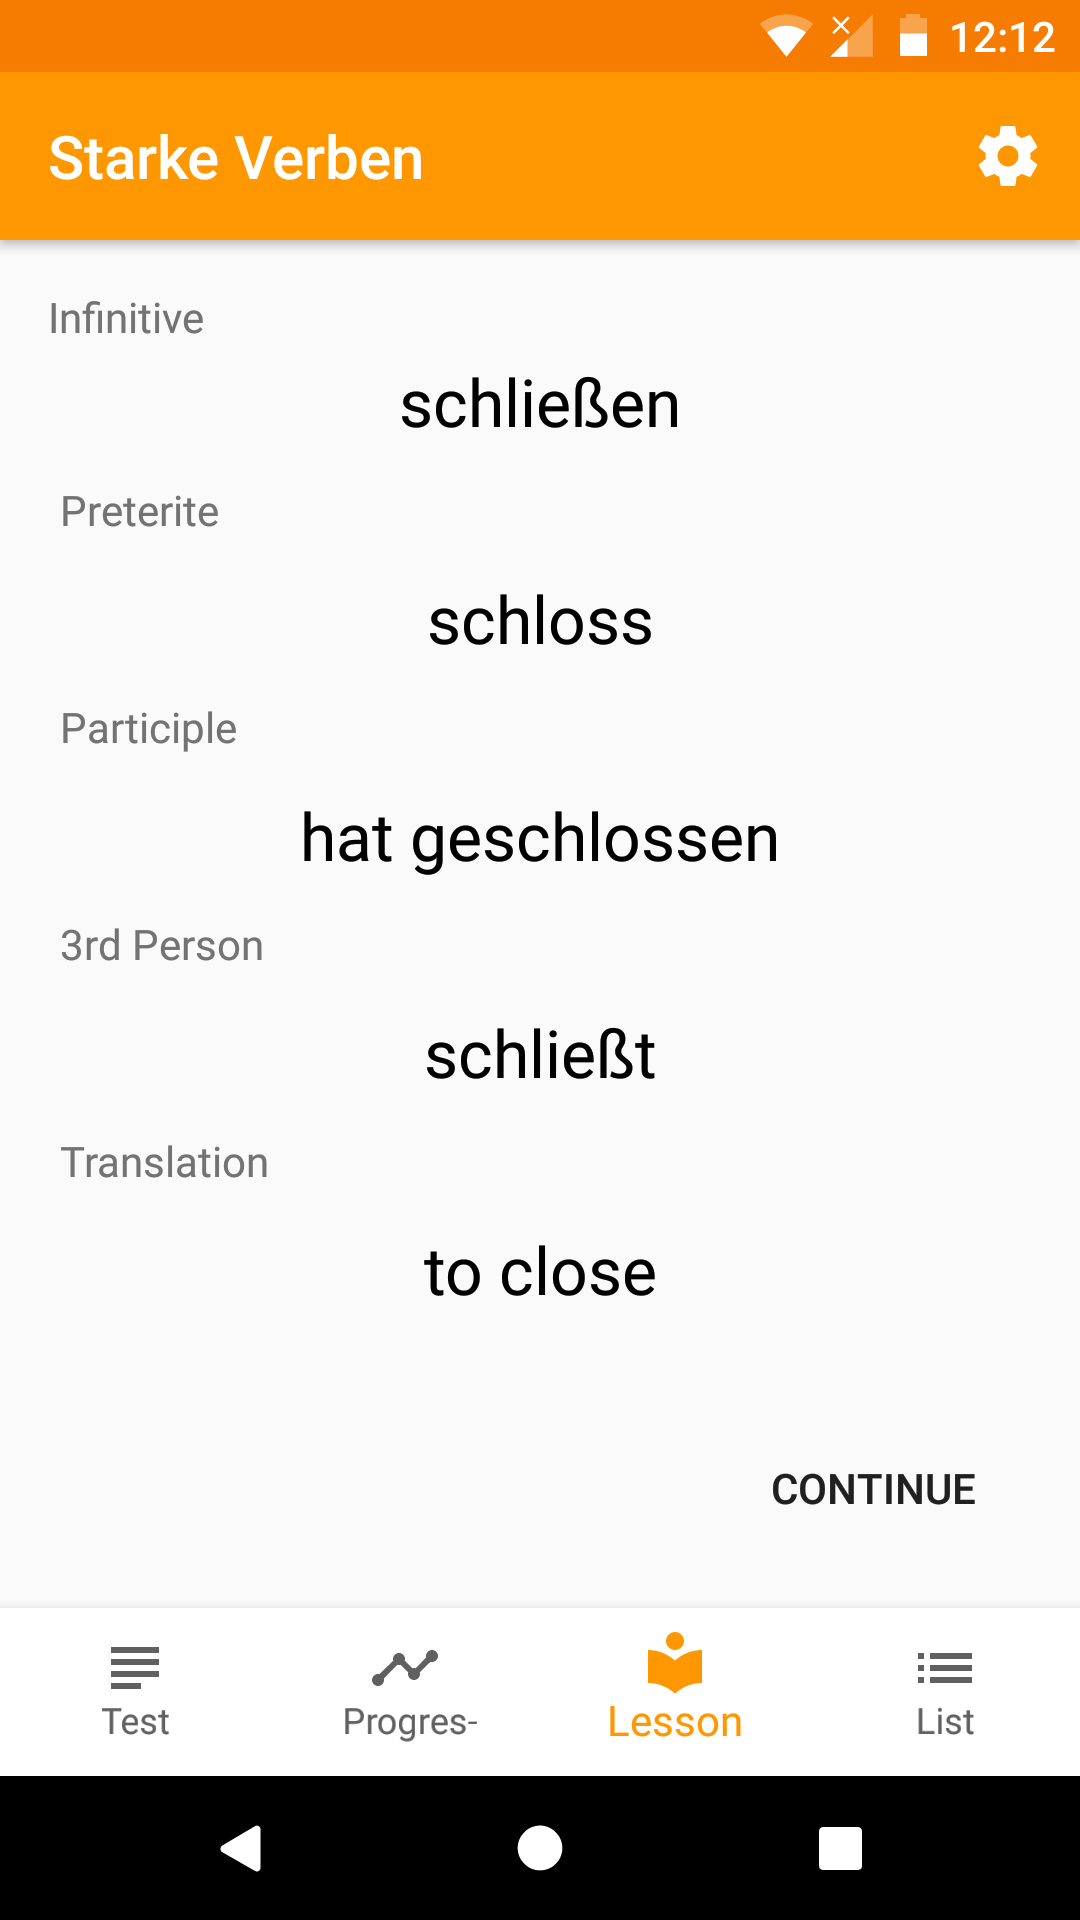 12:12
Starke Verben
Infinitive
schließen
Preterite
schloss
Participle
hat geschlossen
3rd Person
schließt
Translation
to close
CONTINUE
Test
Progres-
Lesson
List